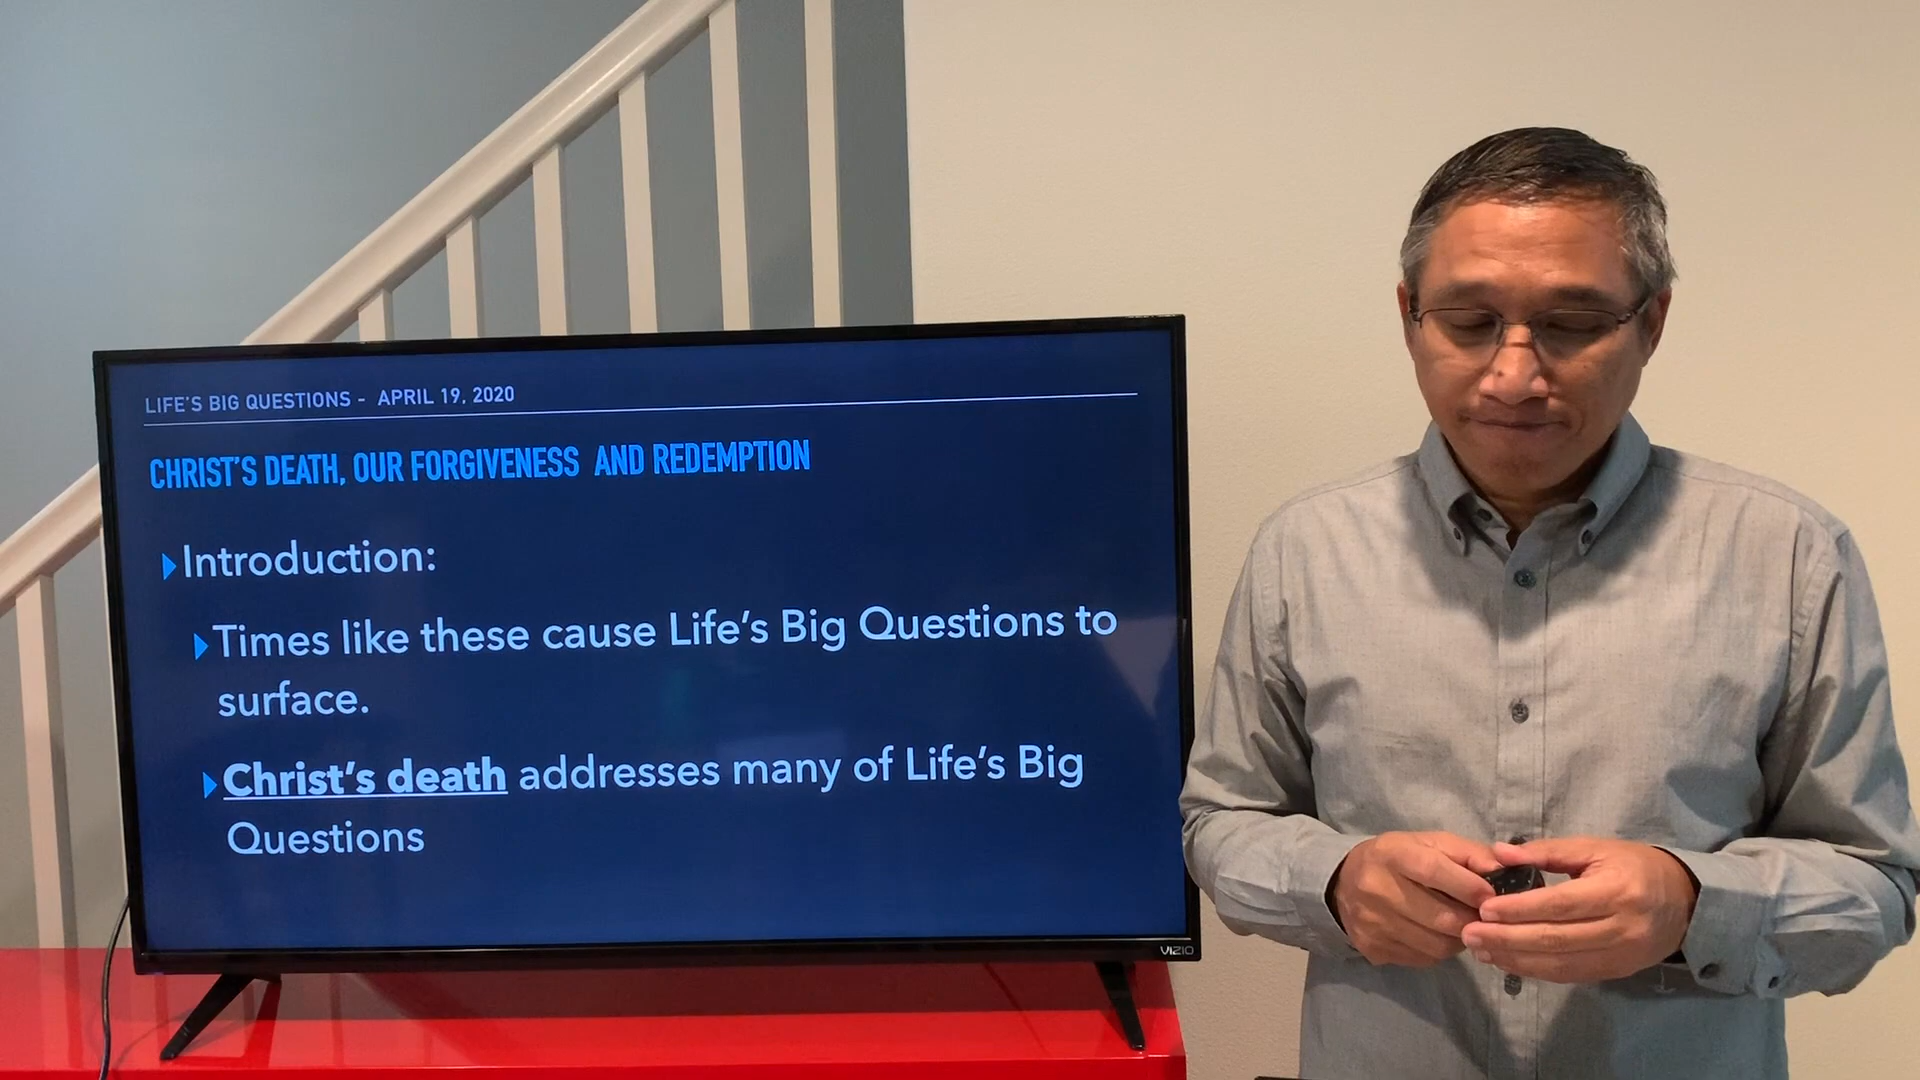 LIFE'S BIG QUESTIONS - APRIL 19, 2020
CHRIST'S DEATH, OUR FORGIVENESS AND REDEMPTION
Introduction:
Times like these cause Life's Big Questions to
surface.
Christ's death addresses many of Life's Big
Questions
VIZIO